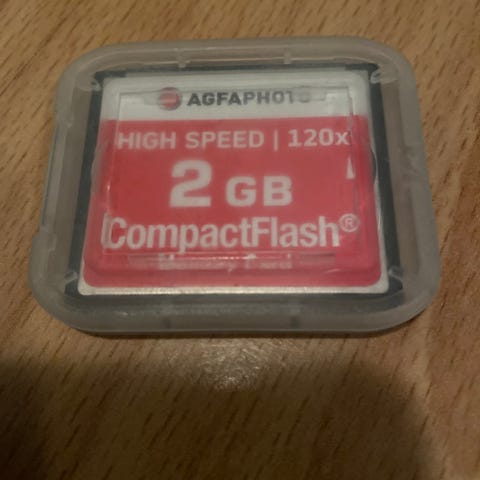 AGFAPHOTO
HIGH SPEED | 120x
2 GB
CompactFlash®
Memory Card